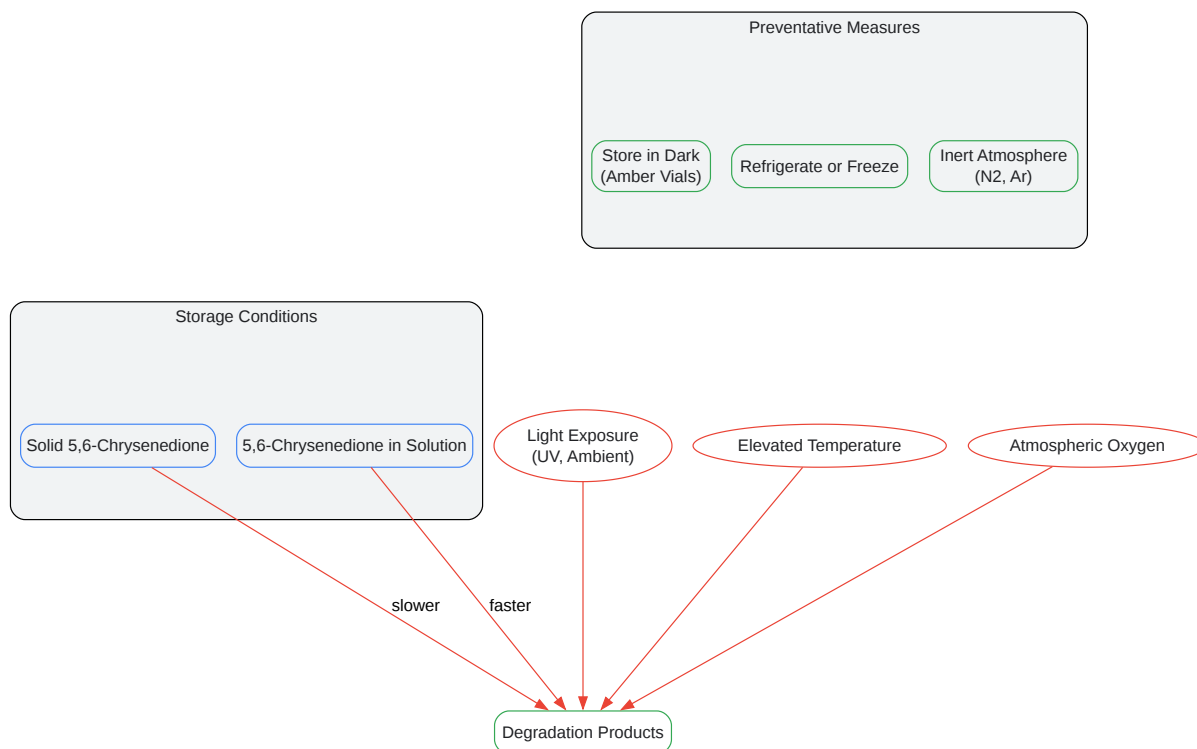 Preventative Measures
Store in Dark
(Amber Vials)
Refrigerate or Freeze
Inert Atmosphere
(N2, Ar)
Storage Conditions
Solid 5,6-Chrysenedione
5,6-Chrysenedione in Solution
Light Exposure
(UV, Ambient)
Elevated Temperature
Atmospheric Oxygen
slower
faster
Degradation Products